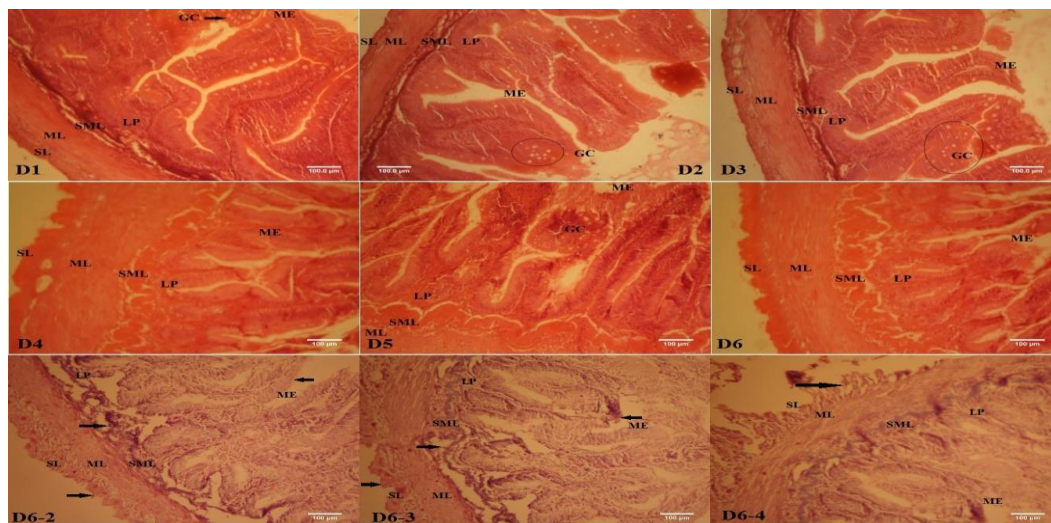 GC ME
LP
SML
ML
SL
D1 100.0 µm
SL ML SML LP
ME
GC
D2 100.0 µm
ME
SL ML
SML
LP
GC
D3 100.0 µm
ME
SL ML
SML
LP
D4 100 µm
ME
GC
LP
SML
ML
D5 100 µm
ME
SL ML SML LP
D6 100 µm
LP
ME
SL ML SML
D6-2 100 µm
LP
SML ME
SL ML
D6-3 100 µm
SL
ML LP
SML
ME
D6-4 100 µm